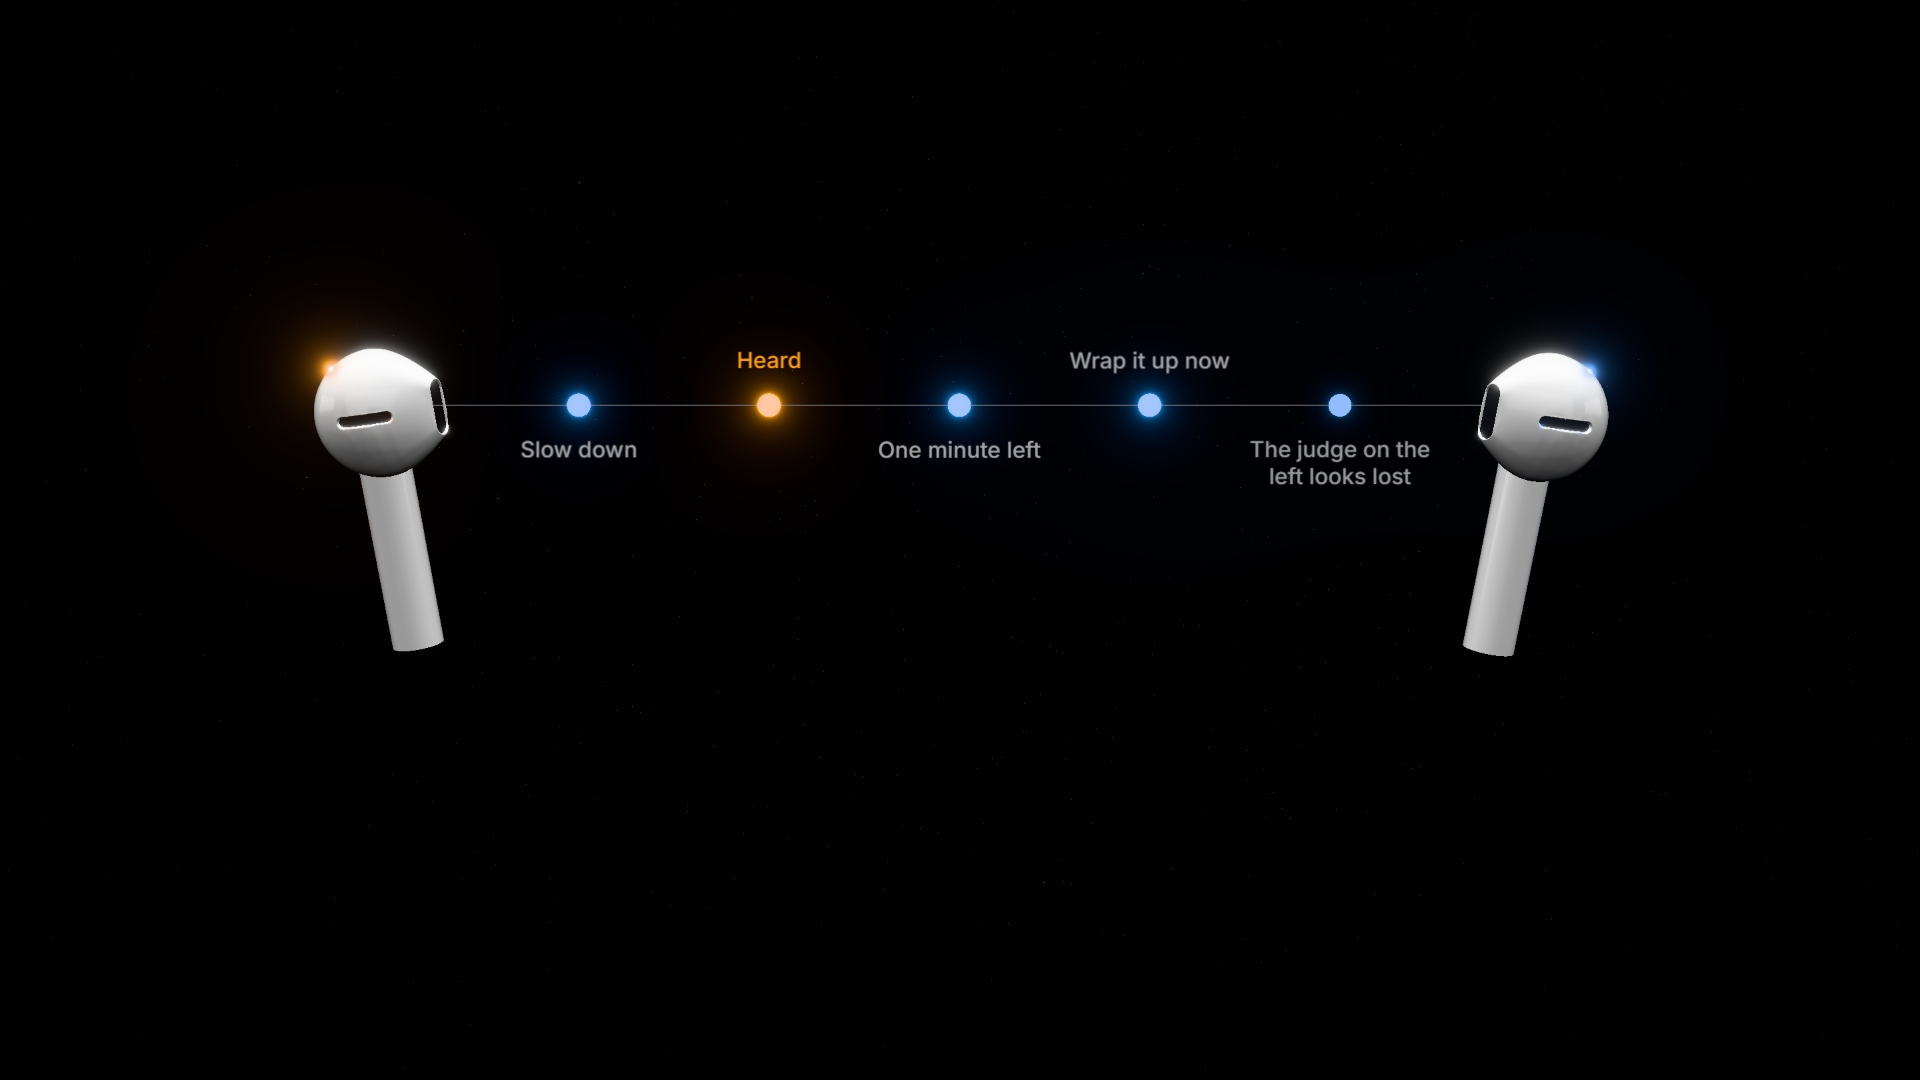 Slow down
Heard
One minute left
Wrap it up now
The judge on the
left looks lost